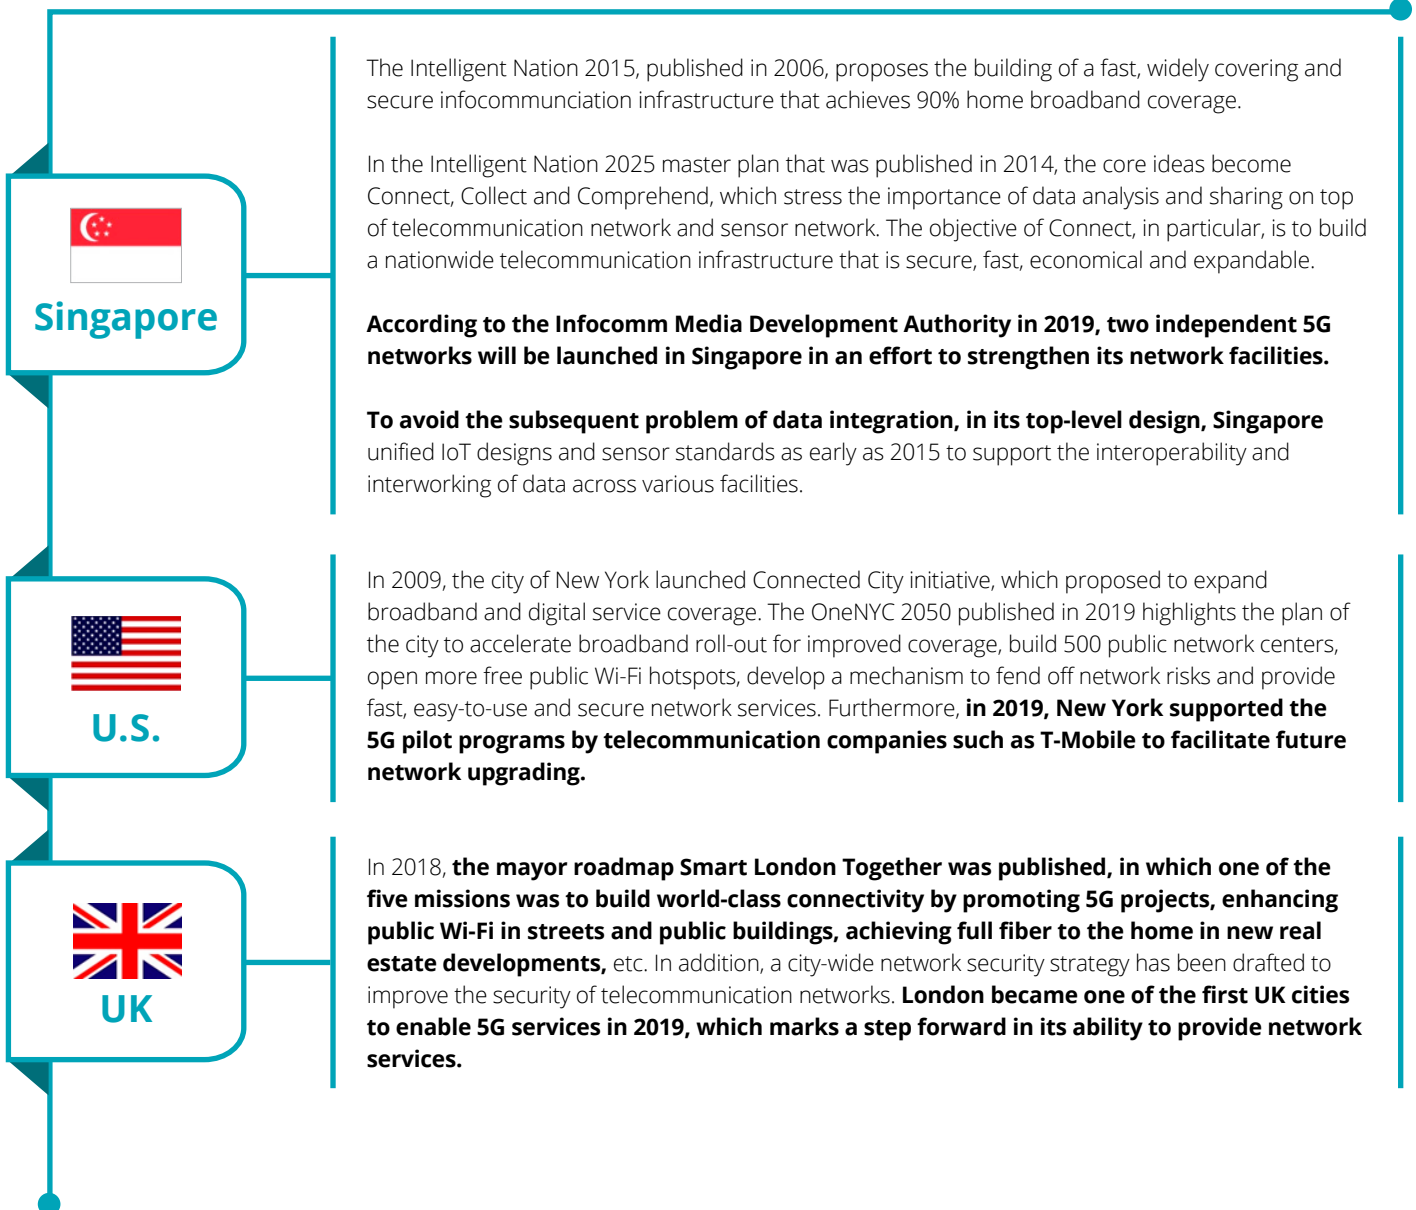 The Intelligent Nation 2015, published in 2006, proposes the building of a fast, widely covering and
secure infocommunciation infrastructure that achieves 90% home broadband coverage.
In the Intelligent Nation 2025 master plan that was published in 2014, the core ideas become
Connect, Collect and Comprehend, which stress the importance of data analysis and sharing on top
of telecommunication network and sensor network. The objective of Connect, in particular, is to build
a nationwide telecommunication infrastructure that is secure, fast, economical and expandable.
Singapore
According to the Infocomm Media Development Authority in 2019, two independent 5G
networks will be launched in Singapore in an effort to strengthen its network facilities.
To avoid the subsequent problem of data integration, in its top-level design, Singapore
unified IoT designs and sensor standards as early as 2015 to support the interoperability and
interworking of data across various facilities.
U.S.
In 2009, the city of New York launched Connected City initiative, which proposed to expand
broadband and digital service coverage. The OneNYC 2050 published in 2019 highlights the plan of
the city to accelerate broadband roll-out for improved coverage, build 500 public network centers,
open more free public Wi-Fi hotspots, develop a mechanism to fend off network risks and provide
fast, easy-to-use and secure network services. Furthermore, in 2019, New York supported the
5G pilot programs by telecommunication companies such as T-Mobile to facilitate future
network upgrading.
UK
In 2018, the mayor roadmap Smart London Together was published, in which one of the
five missions was to build world-class connectivity by promoting 5G projects, enhancing
public Wi-Fi in streets and public buildings, achieving full fiber to the home in new real
estate developments, etc. In addition, a city-wide network security strategy has been drafted to
improve the security of telecommunication networks. London became one of the first UK cities
to enable 5G services in 2019, which marks a step forward in its ability to provide network
services.